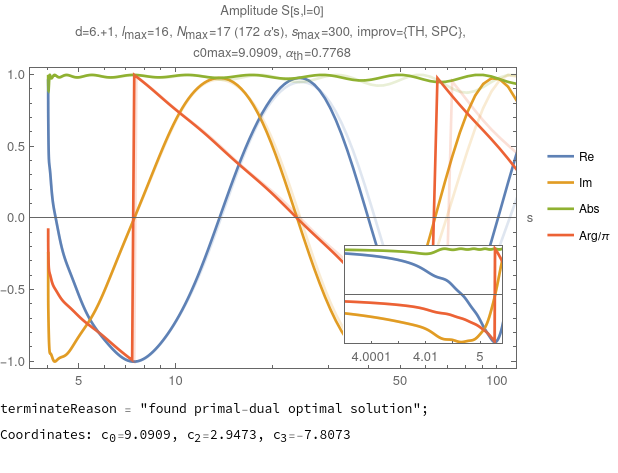 Amplitude S[s,l=0]
d=6.+1, lmax=16, Nmax=17 (172 α's), smax=300, improv={TH, SPC},
c0max=9.0909, αth=0.7768
1.0
0.5
0.0
-0.5
-1.0
5
10
50
100
s
4.0001
4.01
5
Re
Im
Abs
Arg/π
terminateReason = "found primal-dual optimal solution";
Coordinates: c0=9.0909, c2=2.9473, c3=-7.8073